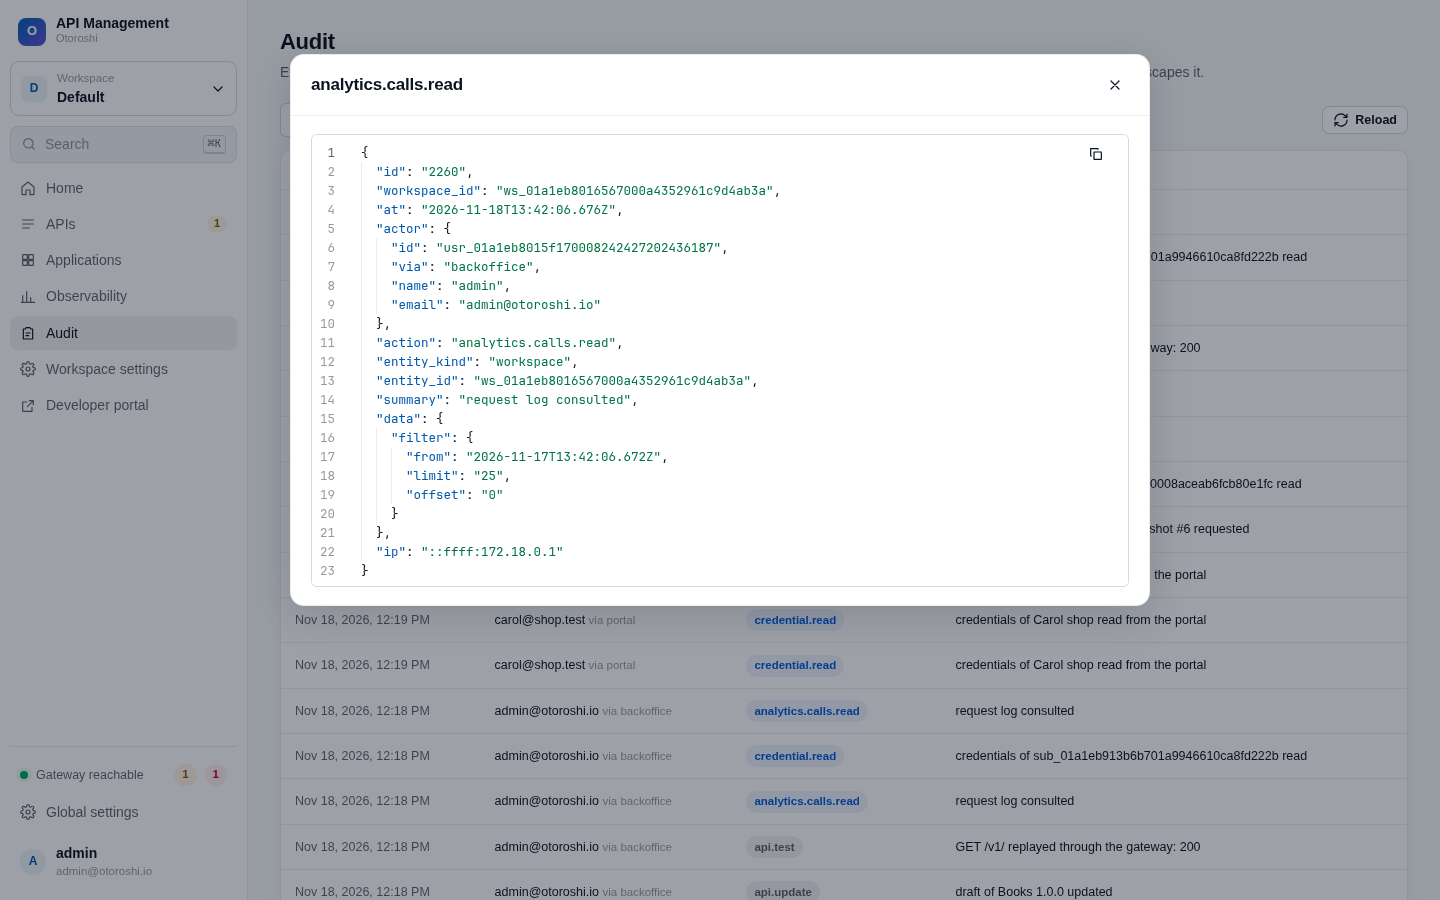 O
API Management
Otoroshi
D
Workspace
Default
Search
⌘K
Home
APIs
1
Applications
Observability
Audit
Workspace settings
Developer portal
Gateway reachable
1
1
Global settings
A
admin
admin@otoroshi.io
Audit
scapes it.
Reload
analytics.calls.read
1 {
2 "id": "2260",
3 "workspace_id": "ws_01a1eb8016567000a4352961c9d4ab3a",
4 "at": "2026-11-18T13:42:06.676Z",
5 "actor": {
6 "id": "usr_01a1eb8015f170008242427202436187",
7 "via": "backoffice",
8 "name": "admin",
9 "email": "admin@otoroshi.io"
10 },
11 "action": "analytics.calls.read",
12 "entity_kind": "workspace",
13 "entity_id": "ws_01a1eb8016567000a4352961c9d4ab3a",
14 "summary": "request log consulted",
15 "data": {
16 "filter": {
17 "from": "2026-11-17T13:42:06.672Z",
18 "limit": "25",
19 "offset": "0"
20 }
21 },
22 "ip": "::ffff:172.18.0.1"
23 }
01a9946610ca8fd222b read
way: 200
0008aceab6fcb80e1fc read
shot #6 requested
the portal
Nov 18, 2026, 12:19 PM carol@shop.test via portal credential.read credentials of Carol shop read from the portal
Nov 18, 2026, 12:19 PM carol@shop.test via portal credential.read credentials of Carol shop read from the portal
Nov 18, 2026, 12:18 PM admin@otoroshi.io via backoffice analytics.calls.read request log consulted
Nov 18, 2026, 12:18 PM admin@otoroshi.io via backoffice credential.read credentials of sub_01a1eb913b6b701a9946610ca8fd222b read
Nov 18, 2026, 12:18 PM admin@otoroshi.io via backoffice analytics.calls.read request log consulted
Nov 18, 2026, 12:18 PM admin@otoroshi.io via backoffice api.test GET /v1/ replayed through the gateway: 200
Nov 18, 2026, 12:18 PM admin@otoroshi.io via backoffice api.update draft of Books 1.0.0 updated